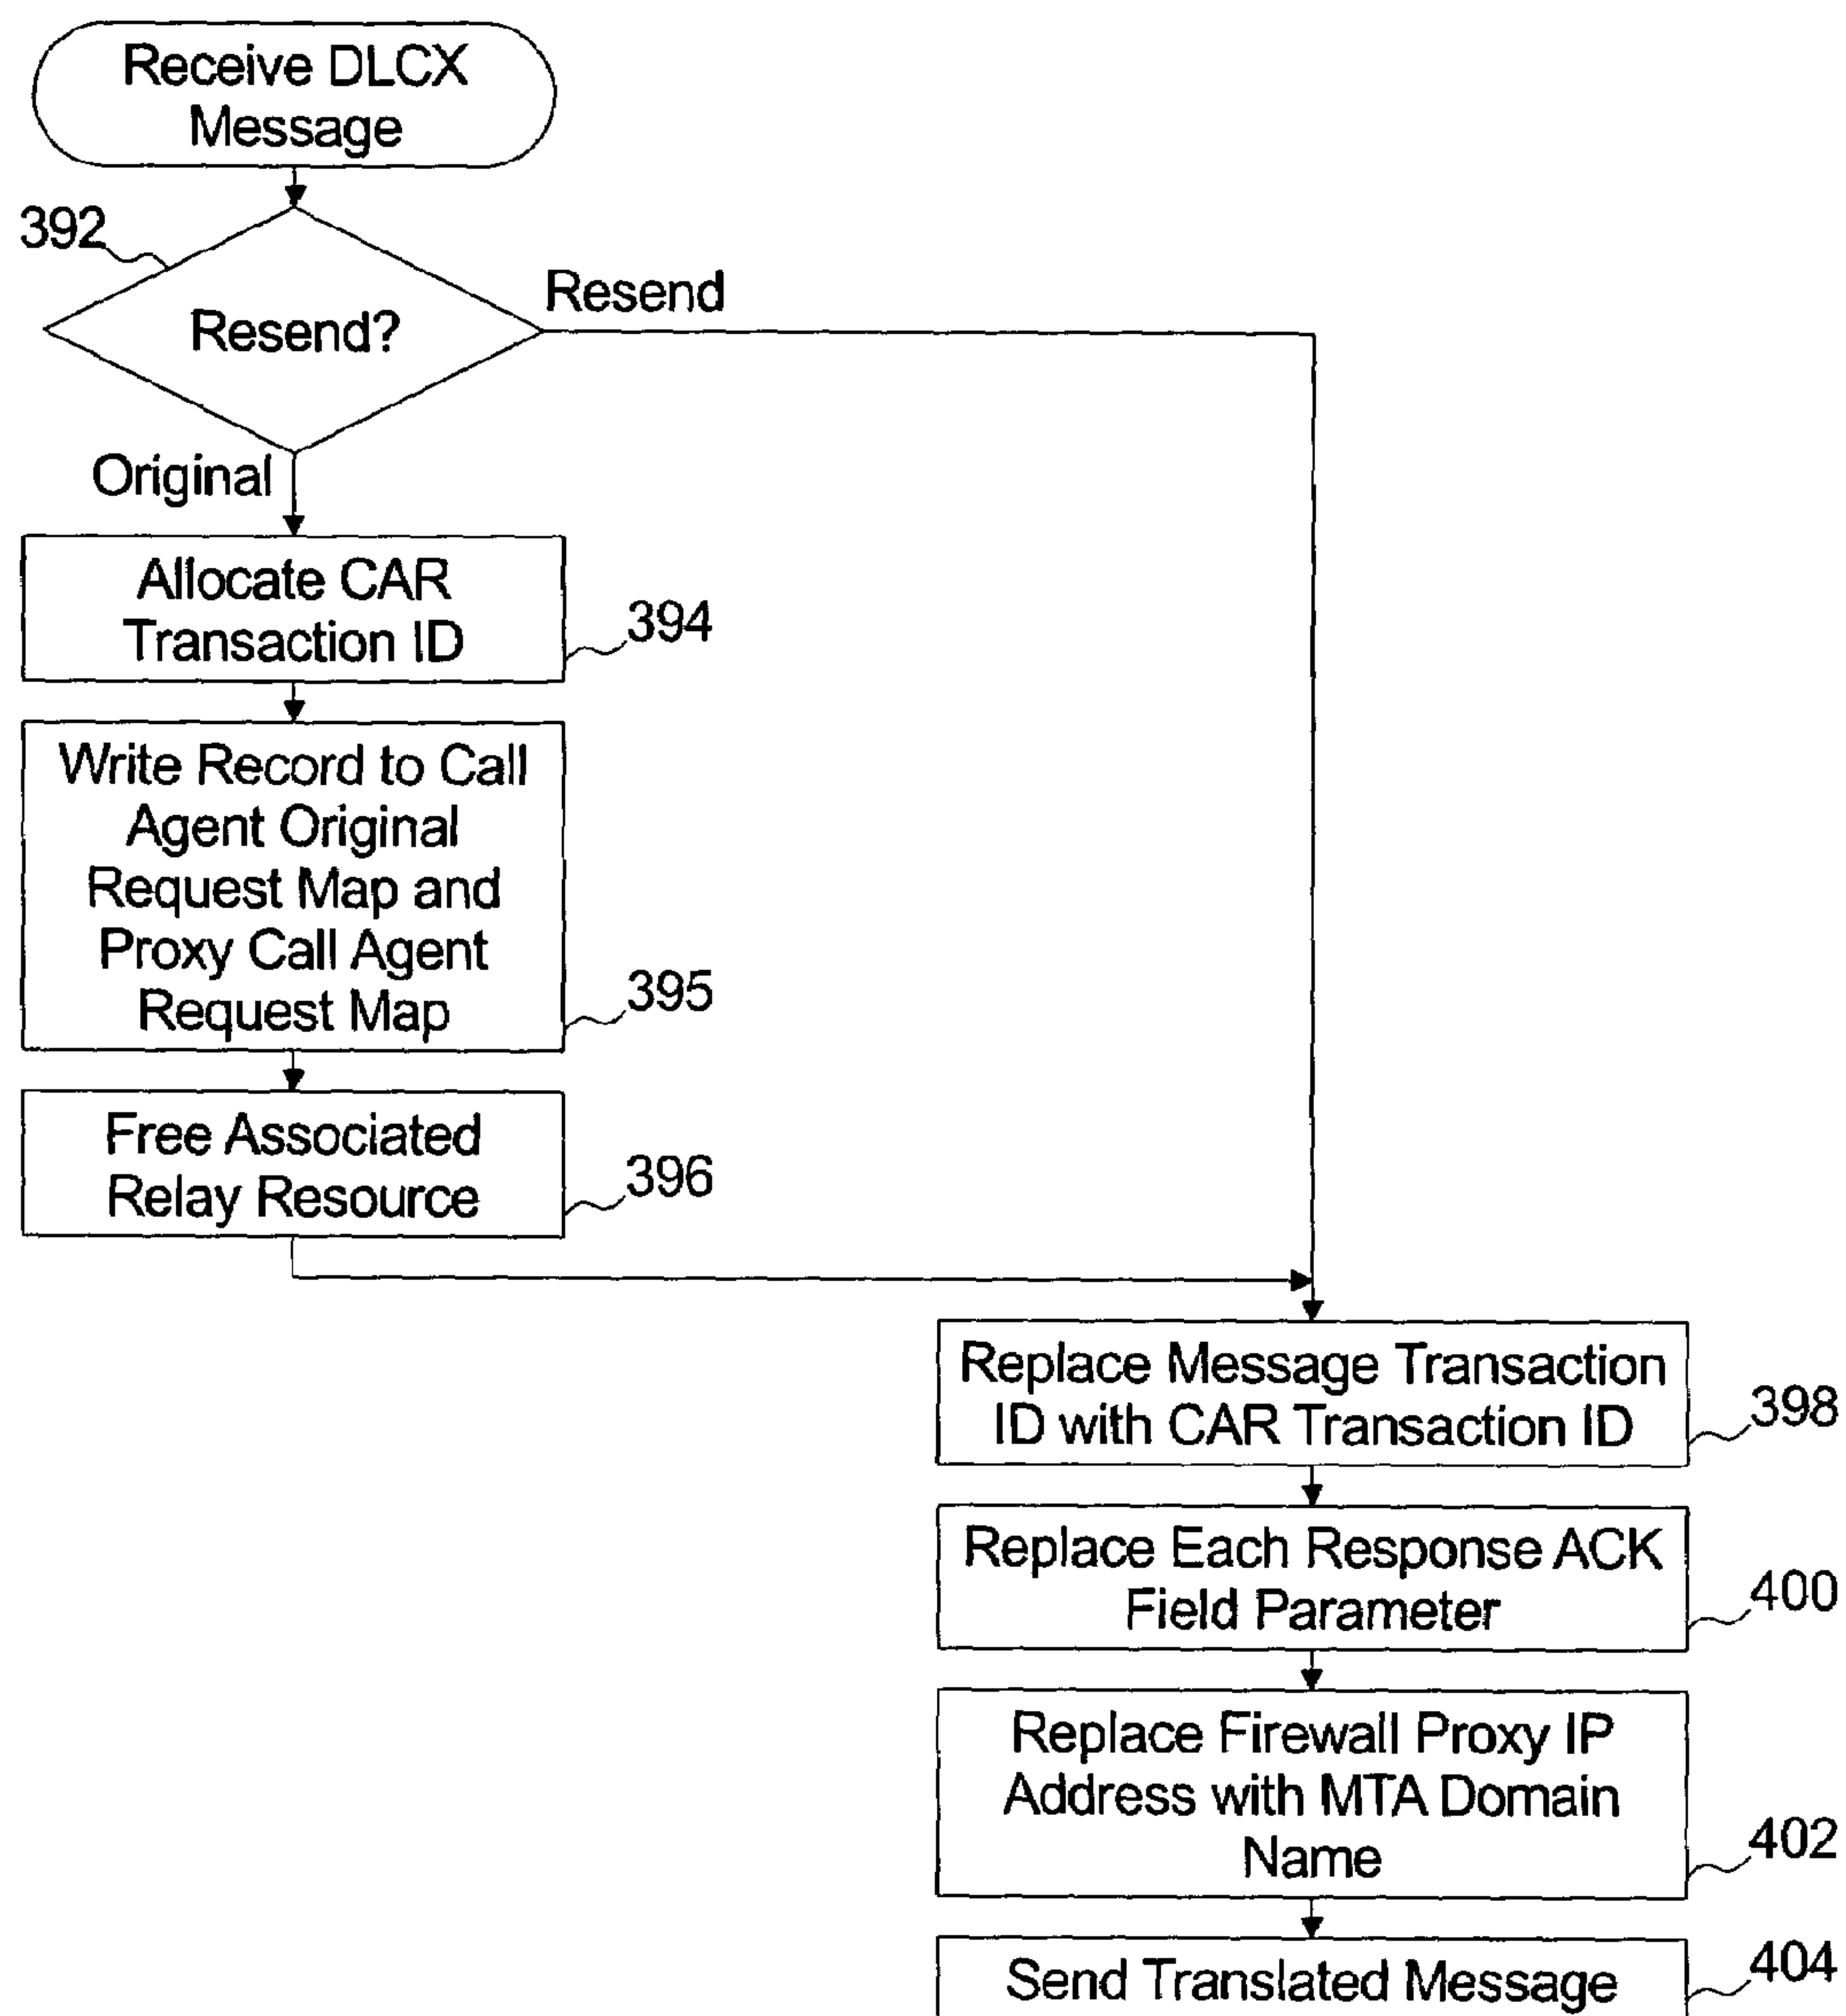 Receive DLCX
Message
392
Resend?
Resend
Original
Allocate CAR
Transaction ID
394
Write Record to Call
Agent Original
Request Map and
Proxy Call Agent
Request Map
395
Free Associated
Relay Resource
396
Replace Message Transaction
ID with CAR Transaction ID
398
Replace Each Response ACK
Field Parameter
400
Replace Firewall Proxy IP
Address with MTA Domain
Name
402
Send Translated Message
404